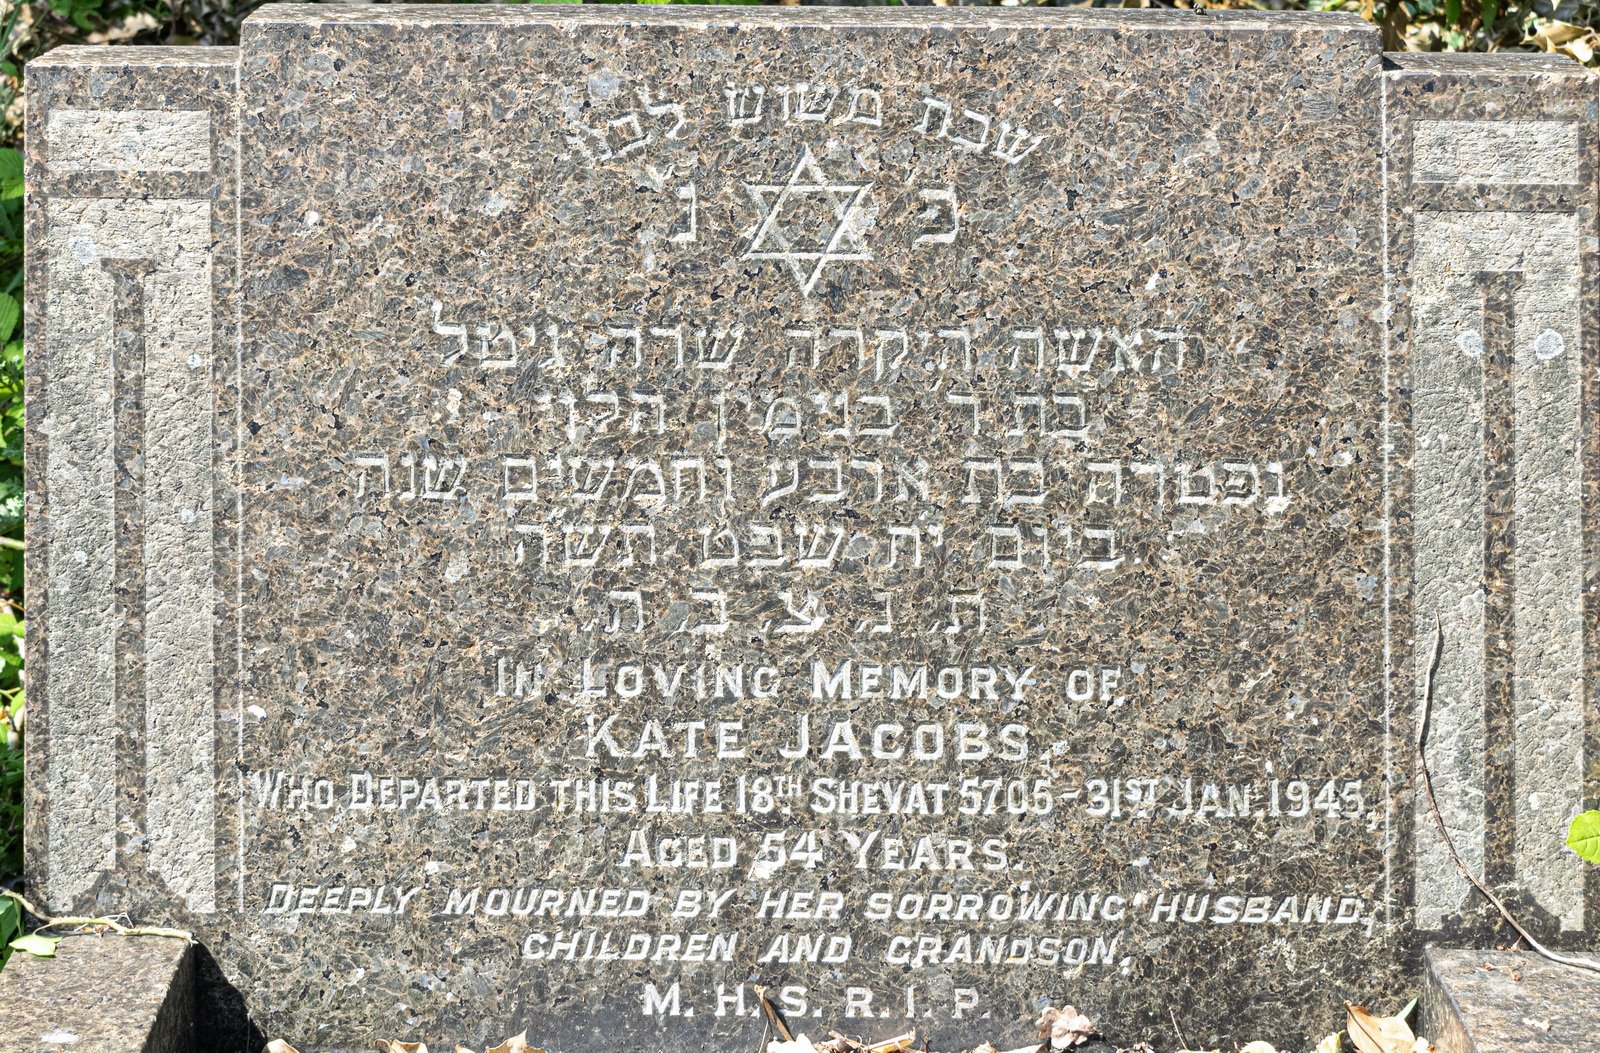 שבת משוש לבנו
פ נ
האשה היקרה שרה גיטל
בת ר' בנימין הלוי
נפטרה בת ארבע וחמשים שנה
ביום י'ח שבט תש'ה
ת. נ. צ. ב. ה.
IN LOVING MEMORY OF
KATE JACOBS,
WHO DEPARTED THIS LIFE 18TH SHEVAT 5705 - 31ST JAN. 1945,
AGED 54 YEARS.
DEEPLY MOURNED BY HER SORROWING HUSBAND,
CHILDREN AND GRANDSON.
M. H. S. R. I. P.